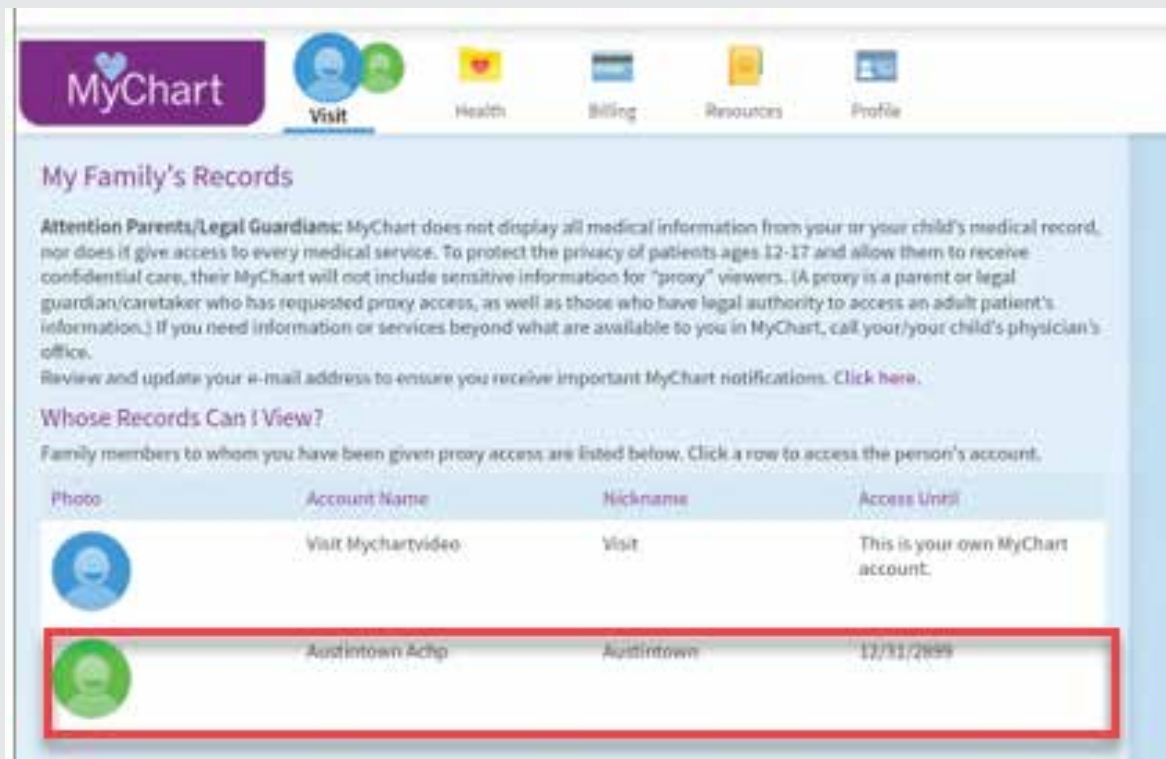 MyChart
Visit
Health
Billing
Resources
Profile
My Family's Records
Attention Parents/Legal Guardians: MyChart does not display all medical information from your or your child's medical record,
nor does it give access to every medical service. To protect the privacy of patients ages 12-17 and allow them to receive
confidential care, their MyChart will not include sensitive information for "proxy" viewers. (A proxy is a parent or legal
guardian/caretaker who has requested proxy access, as well as those who have legal authority to access an adult patient's
information.) If you need information or services beyond what are available to you in MyChart, call your/your child's physician's
office.
Review and update your e-mail address to ensure you receive important MyChart notifications. Click here.
Whose Records Can I View?
Family members to whom you have been given proxy access are listed below. Click a row to access the person's account.
Photo Account Name Nickname Access Until
Visit Mychartvideo Visit This is your own MyChart
account.
Austintown Achp Austintown 12/31/2899